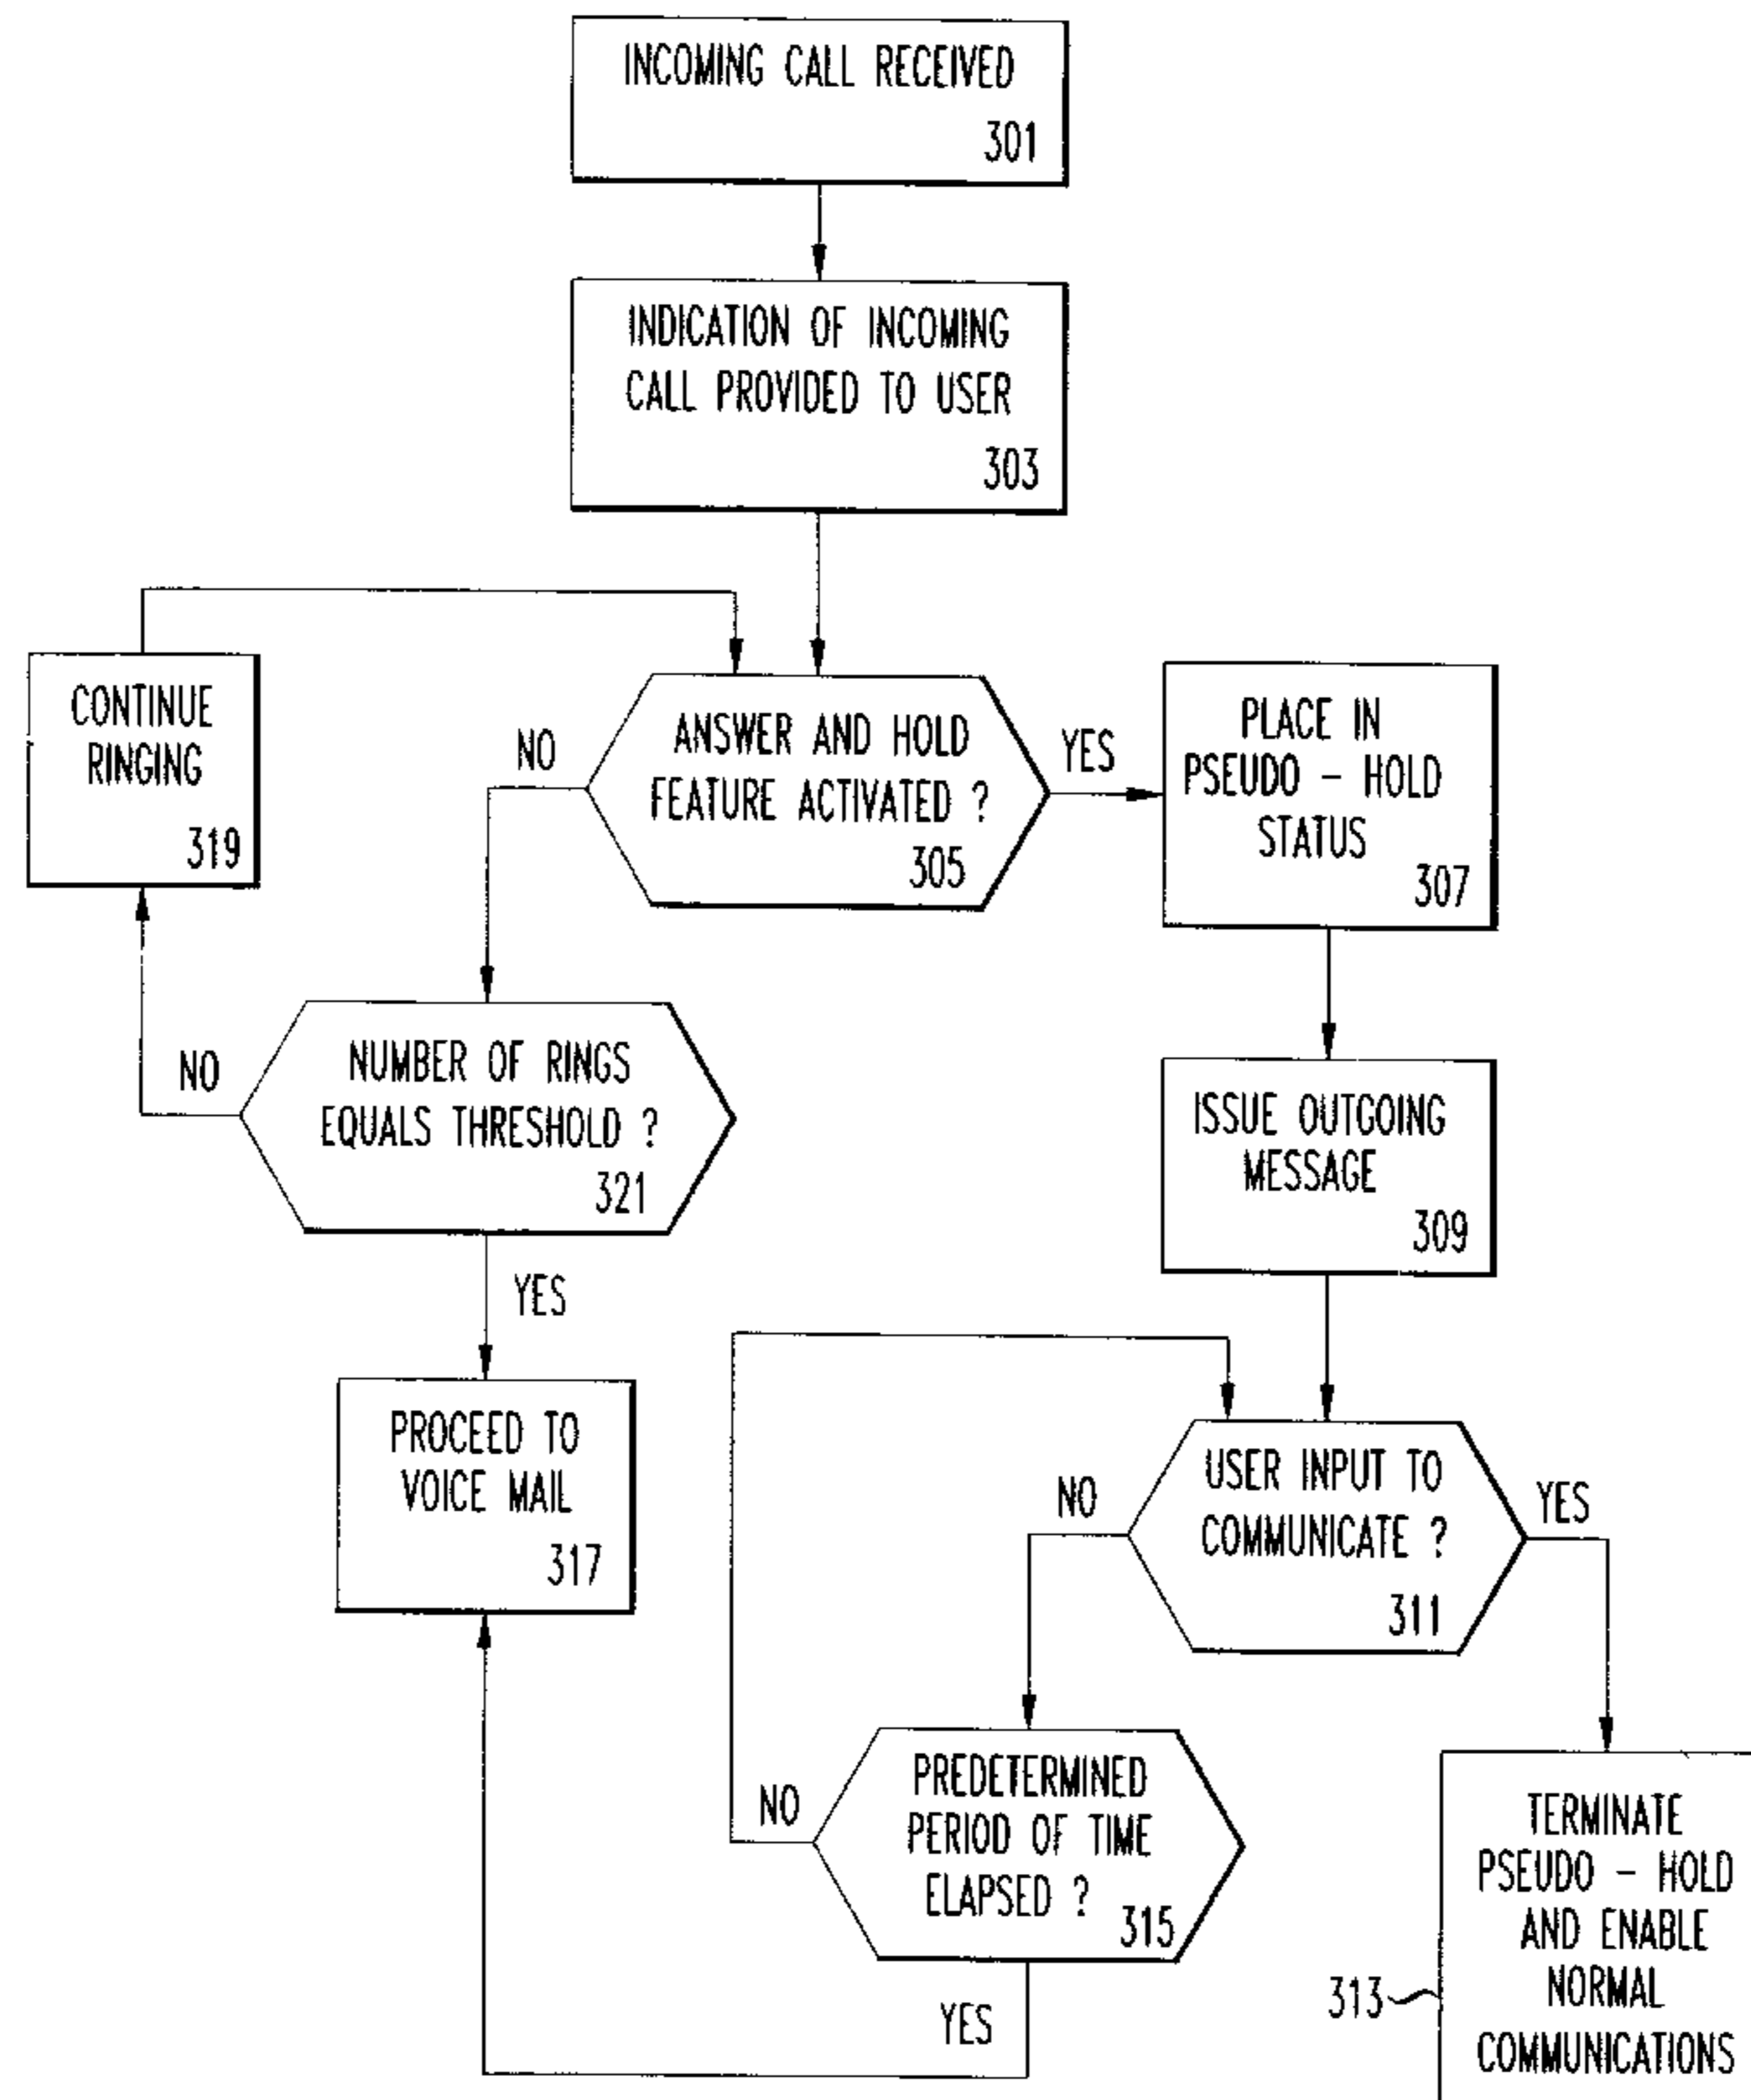 INCOMING CALL RECEIVED
301
INDICATION OF INCOMING
CALL PROVIDED TO USER
303
CONTINUE
RINGING
319
NO
ANSWER AND HOLD
FEATURE ACTIVATED ?
305
YES
PLACE IN
PSEUDO - HOLD
STATUS
307
NO
NUMBER OF RINGS
EQUALS THRESHOLD ?
321
YES
ISSUE OUTGOING
MESSAGE
309
PROCEED TO
VOICE MAIL
317
NO
USER INPUT TO
COMMUNICATE ?
311
YES
NO
PREDETERMINED
PERIOD OF TIME
ELAPSED ?
315
YES
313
TERMINATE
PSEUDO - HOLD
AND ENABLE
NORMAL
COMMUNICATIONS